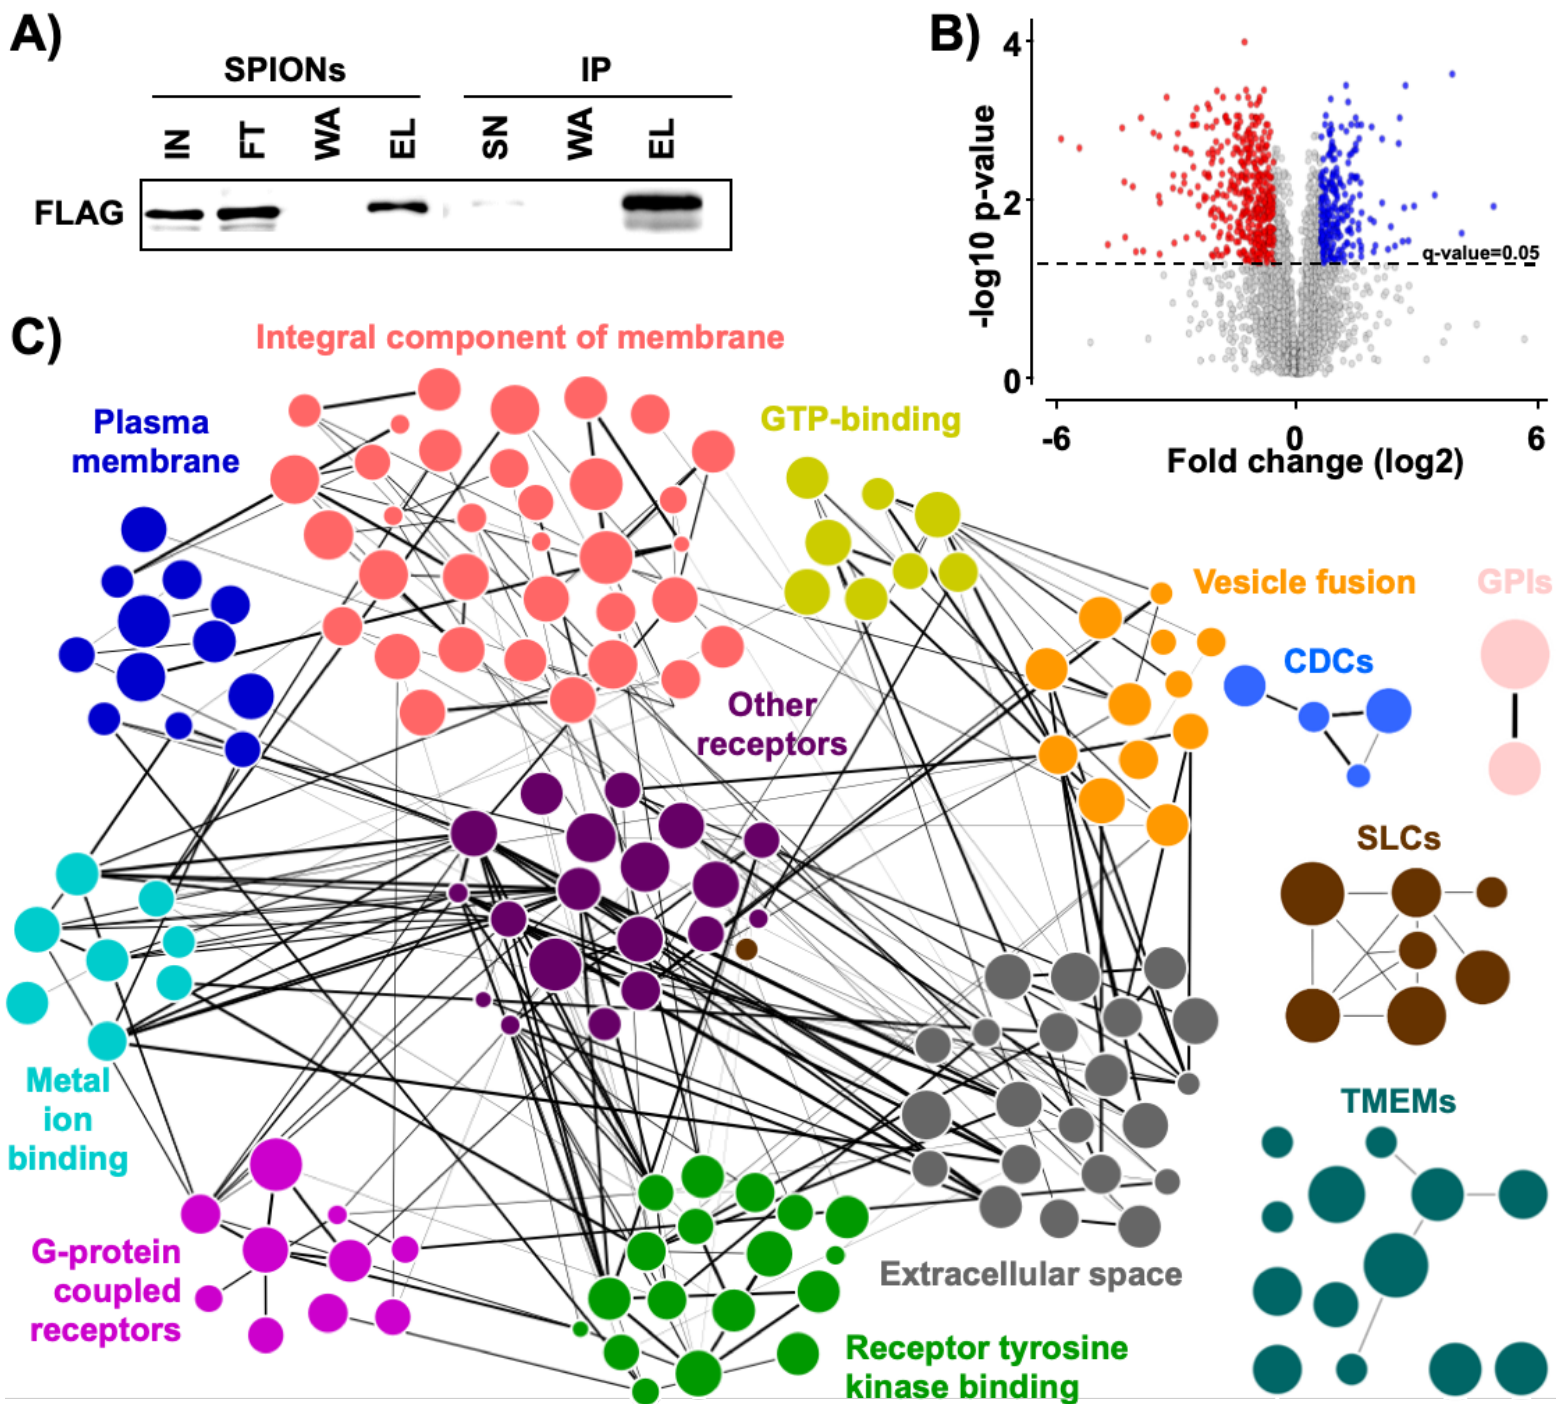 A)
SPIONs
IP
IN
FT
WA
EL
SN
WA
EL
FLAG
B)
4
2
0
-log10 p-value
q-value=0.05
-6
0
6
Fold change (log2)
C)
Integral component of membrane
Plasma
membrane
GTP-binding
Vesicle fusion
GPIs
CDCs
Other
receptors
SLCs
Metal
ion
binding
TMEMs
G-protein
coupled
receptors
Extracellular space
Receptor tyrosine
kinase binding